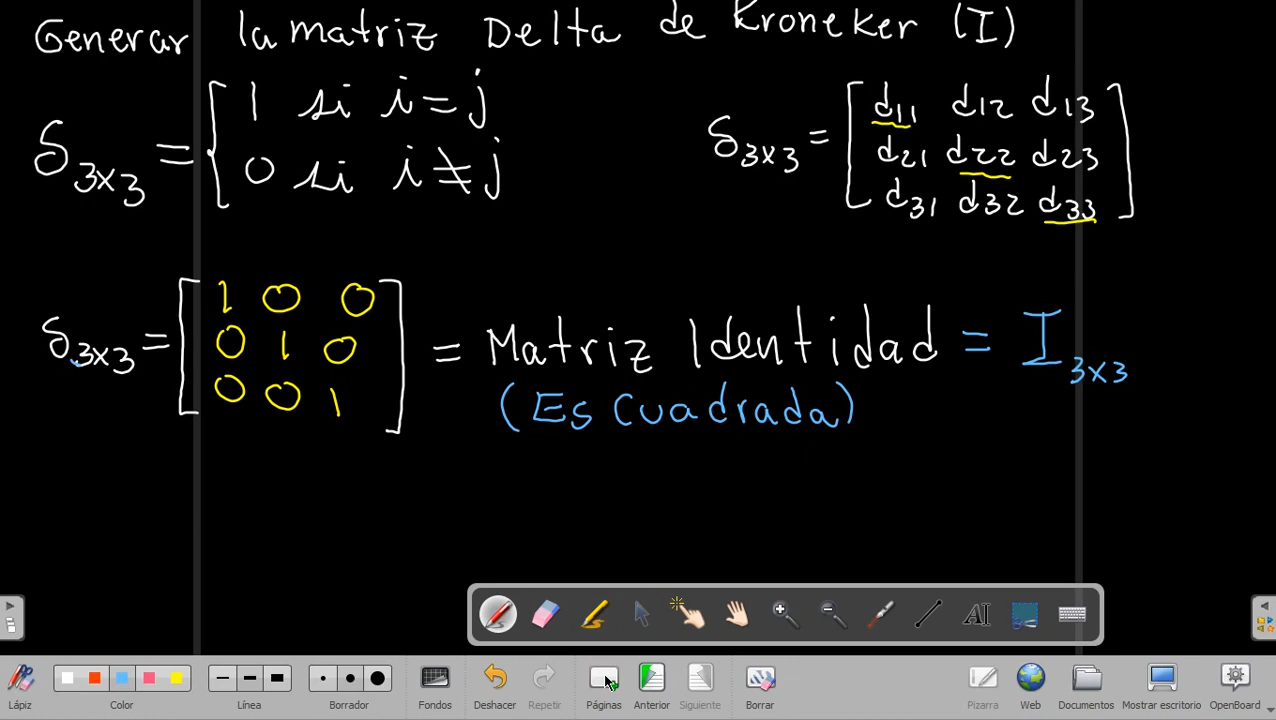 Generar la matriz Delta de Kroneker (I)
δ3x3 = { 1 si i = j
0 si i ≠ j
δ3x3 = [ d11 d12 d13
d21 d22 d23
d31 d32 d33 ]
δ3x3 = [ 1 0 0
0 1 0
0 0 1 ] = Matriz Identidad = I3x3
(Es Cuadrada)
Lápiz Color Línea Borrador Fondos Deshacer Repetir Páginas Anterior Siguiente Borrar Pizarra Web Documentos Mostrar escritorio OpenBoard